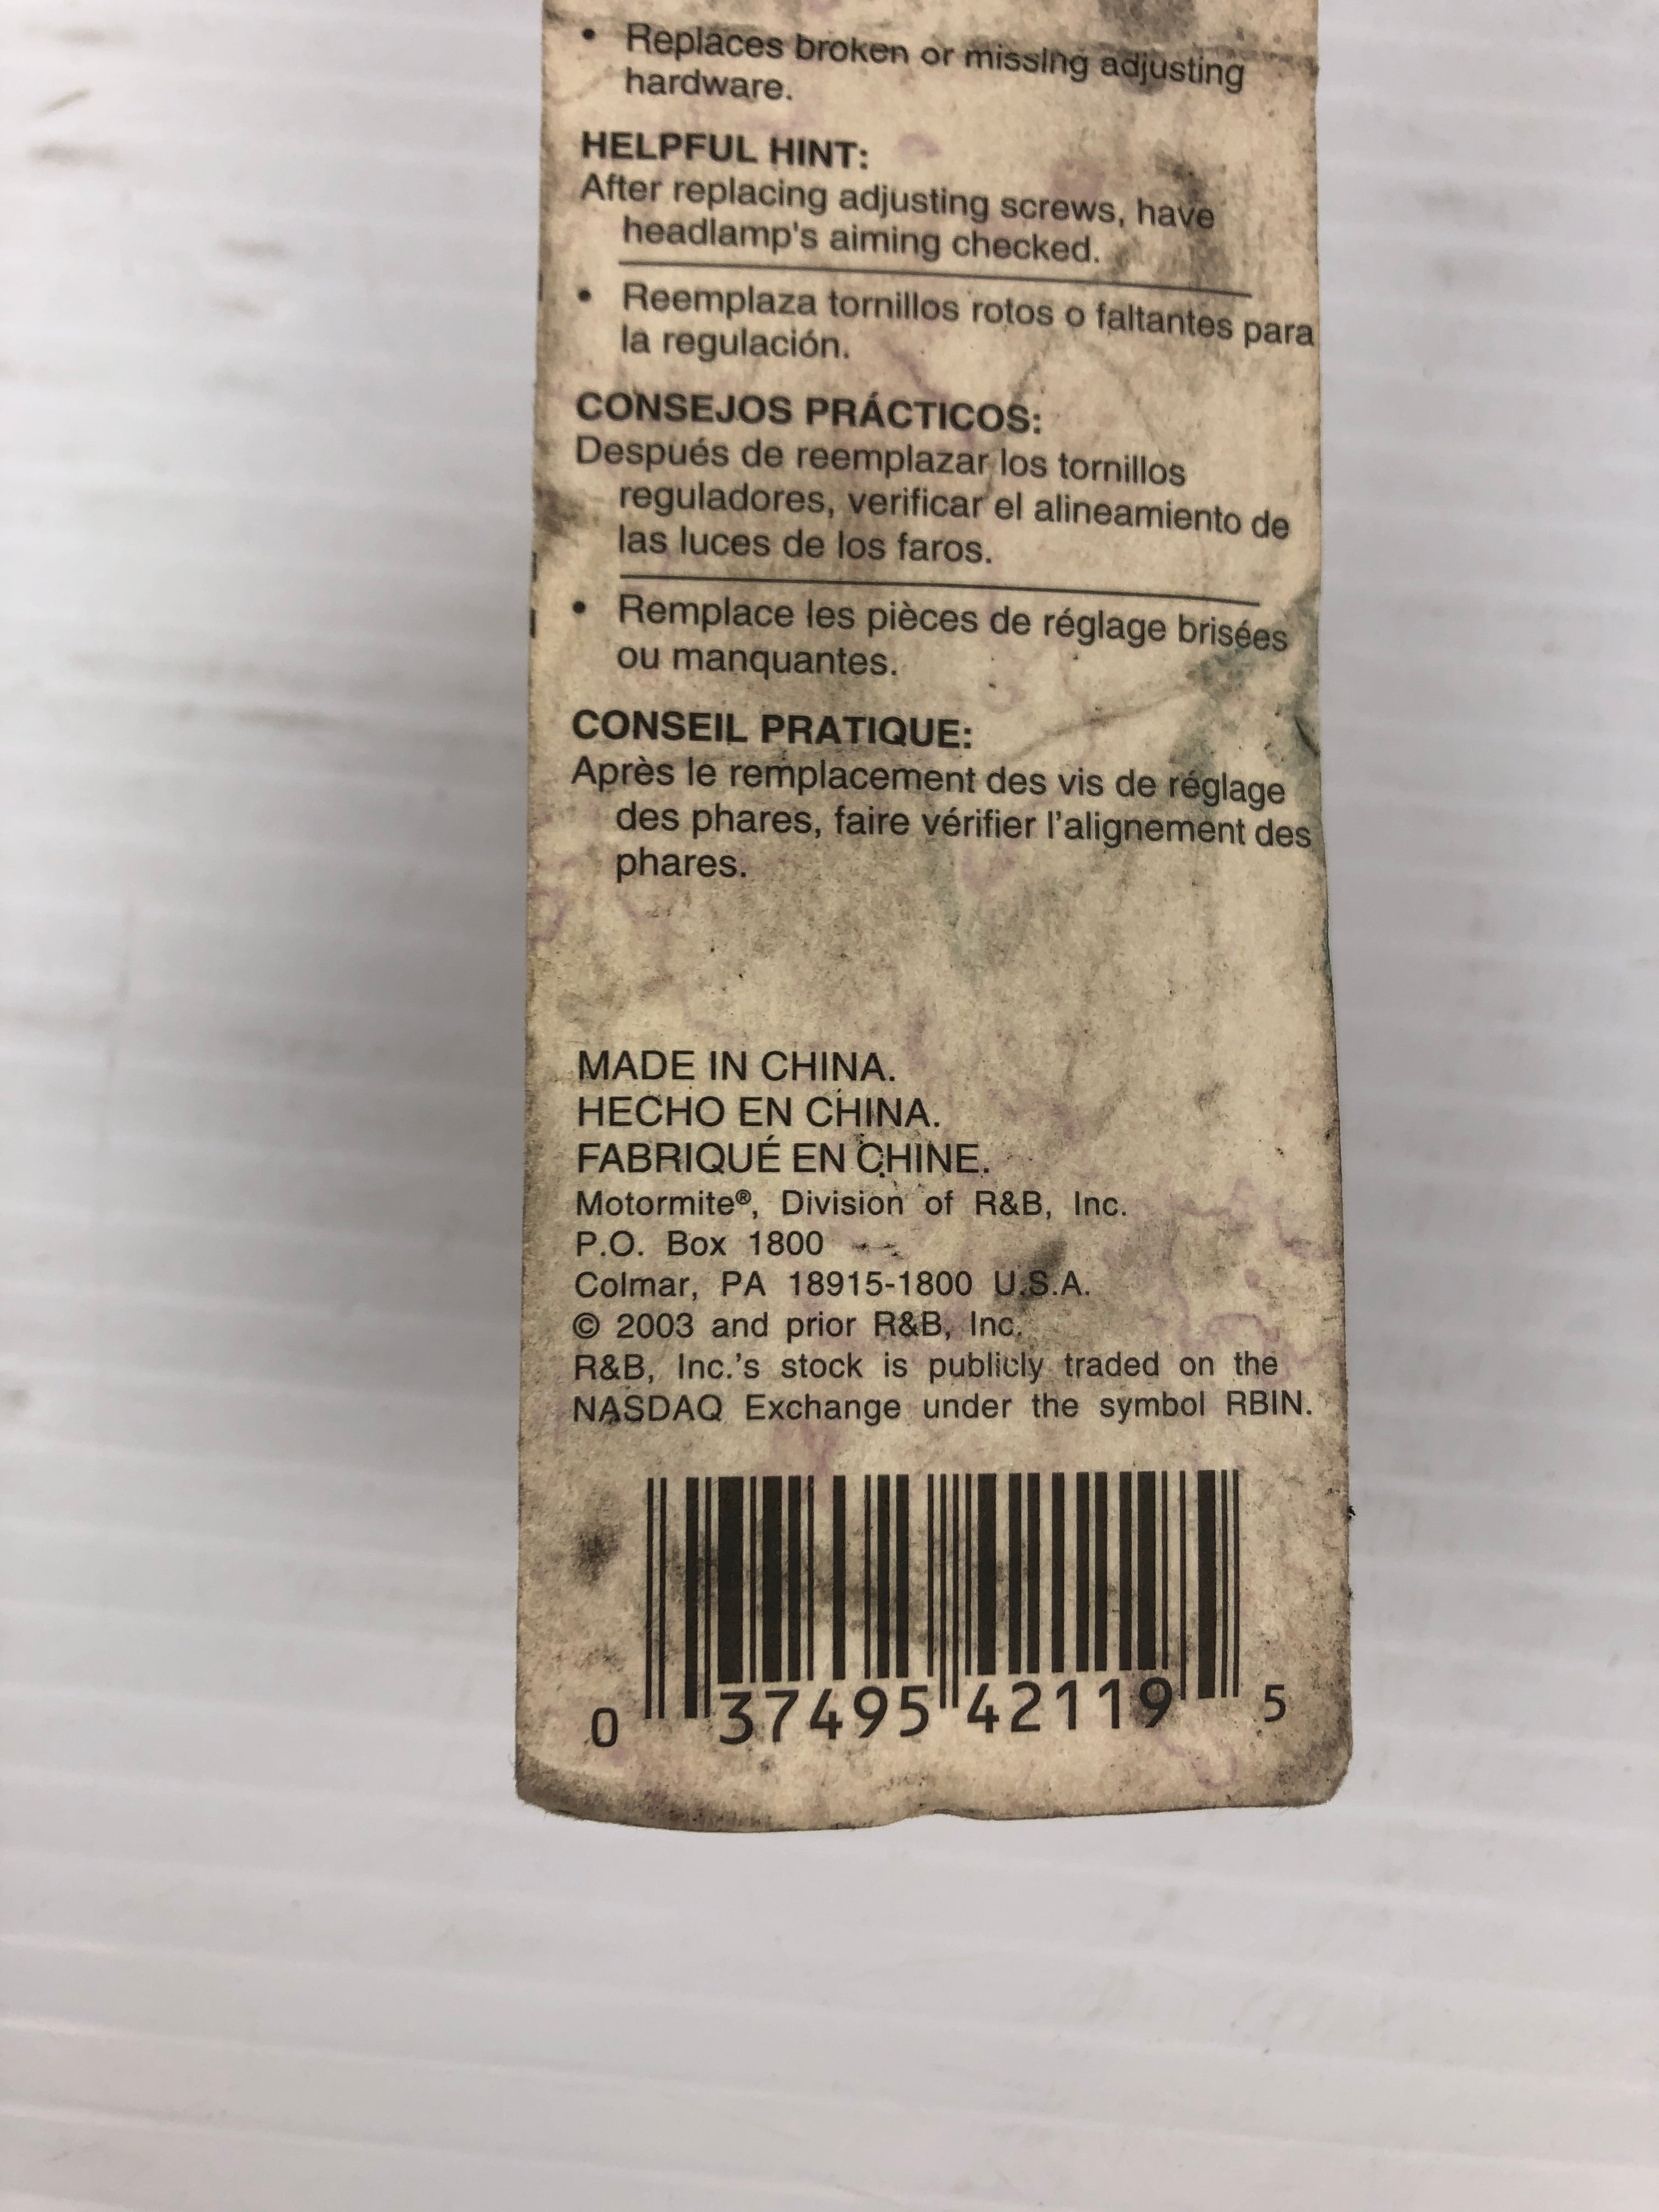 • Replaces broken or missing adjusting
hardware.
HELPFUL HINT:
After replacing adjusting screws, have
headlamp's aiming checked.
• Reemplaza tornillos rotos o faltantes para
la regulación.
CONSEJOS PRÁCTICOS:
Después de reemplazar los tornillos
reguladores, verificar el alineamiento de
las luces de los faros.
• Remplace les pièces de réglage brisées
ou manquantes.
CONSEIL PRATIQUE:
Après le remplacement des vis de réglage
des phares, faire vérifier l'alignement des
phares.
MADE IN CHINA.
HECHO EN CHINA.
FABRIQUÉ EN CHINE.
Motormite®, Division of R&B, Inc.
P.O. Box 1800
Colmar, PA 18915-1800 U.S.A.
© 2003 and prior R&B, Inc.
R&B, Inc.'s stock is publicly traded on the
NASDAQ Exchange under the symbol RBIN.
0 37495 42119 5